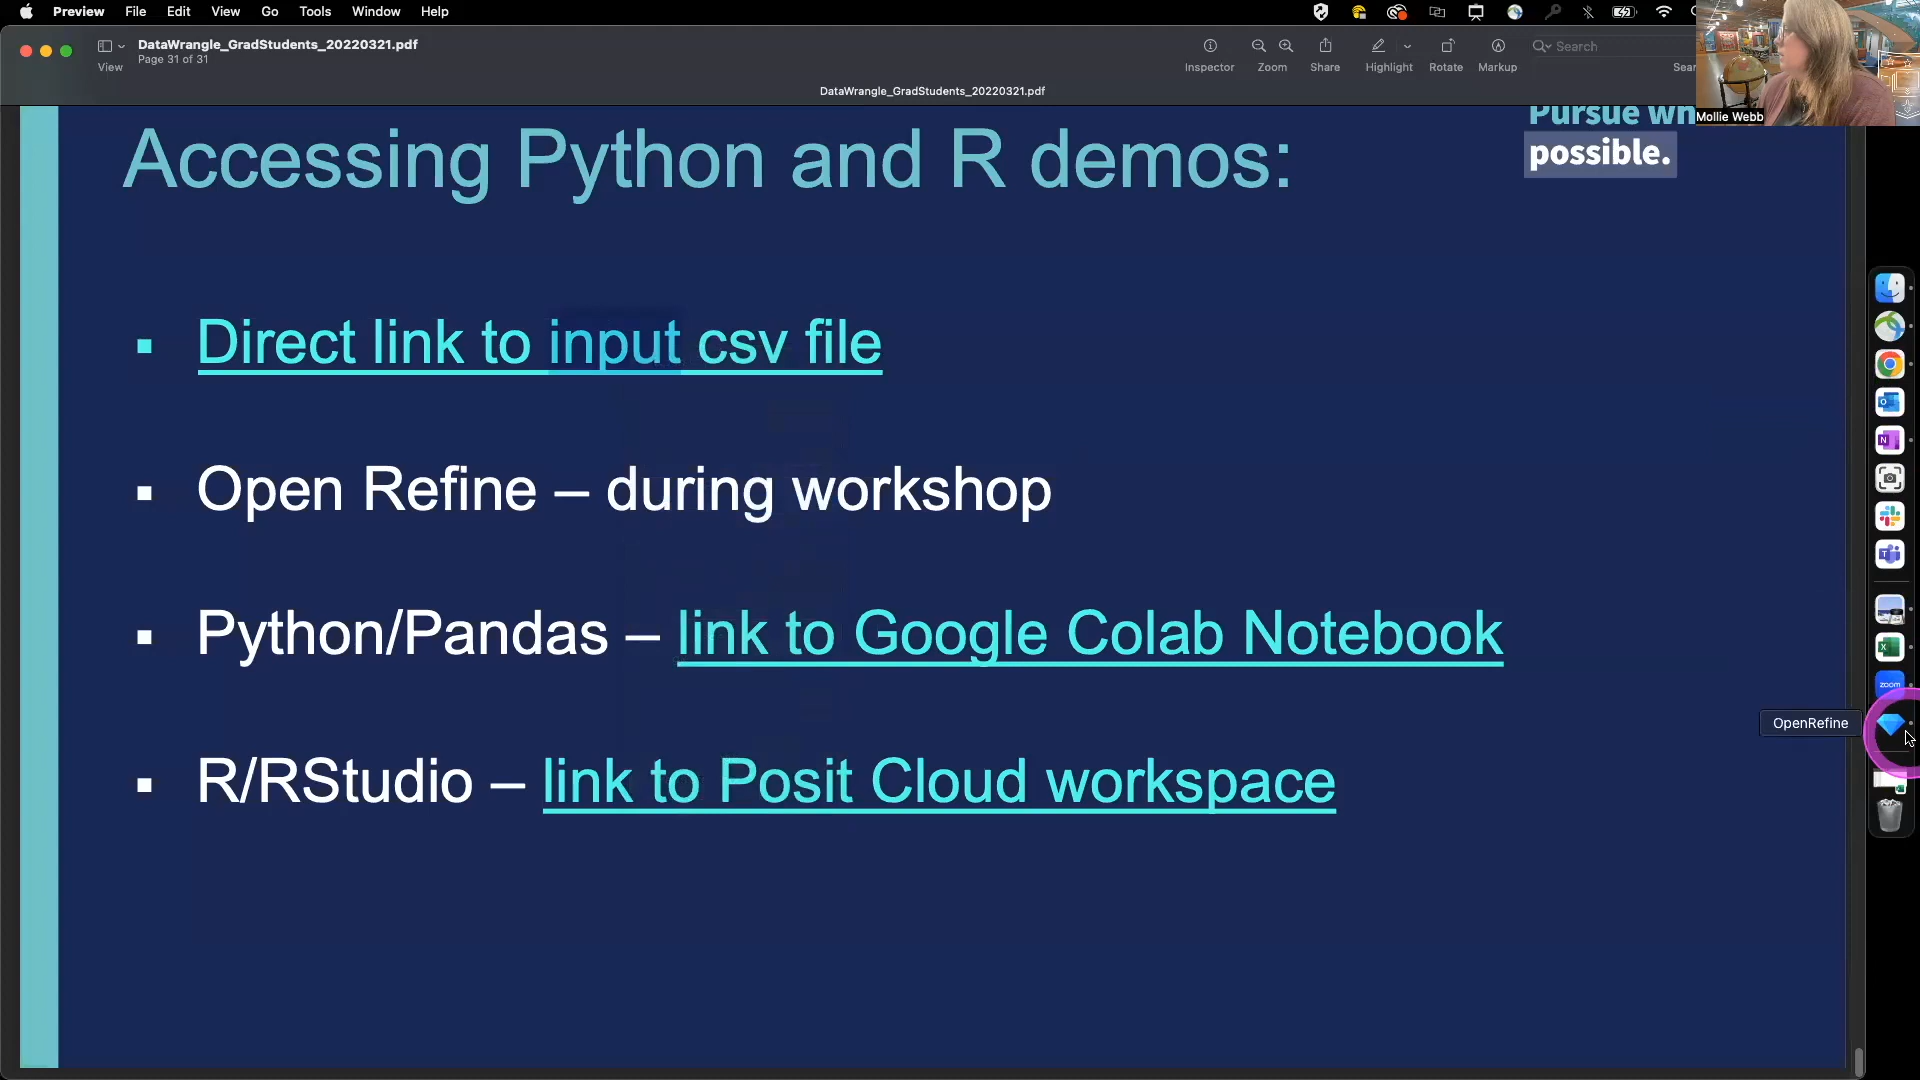 Preview File Edit View Go Tools Window Help
DataWrangle_GradStudents_20220321.pdf
Page 31 of 31
View
Inspector Zoom Share Highlight Rotate Markup
Search
DataWrangle_GradStudents_20220321.pdf
Mollie Webb
Pursue wh
possible.
Accessing Python and R demos:
▪ Direct link to input csv file
▪ Open Refine – during workshop
▪ Python/Pandas – link to Google Colab Notebook
▪ R/RStudio – link to Posit Cloud workspace
zoom
OpenRefine